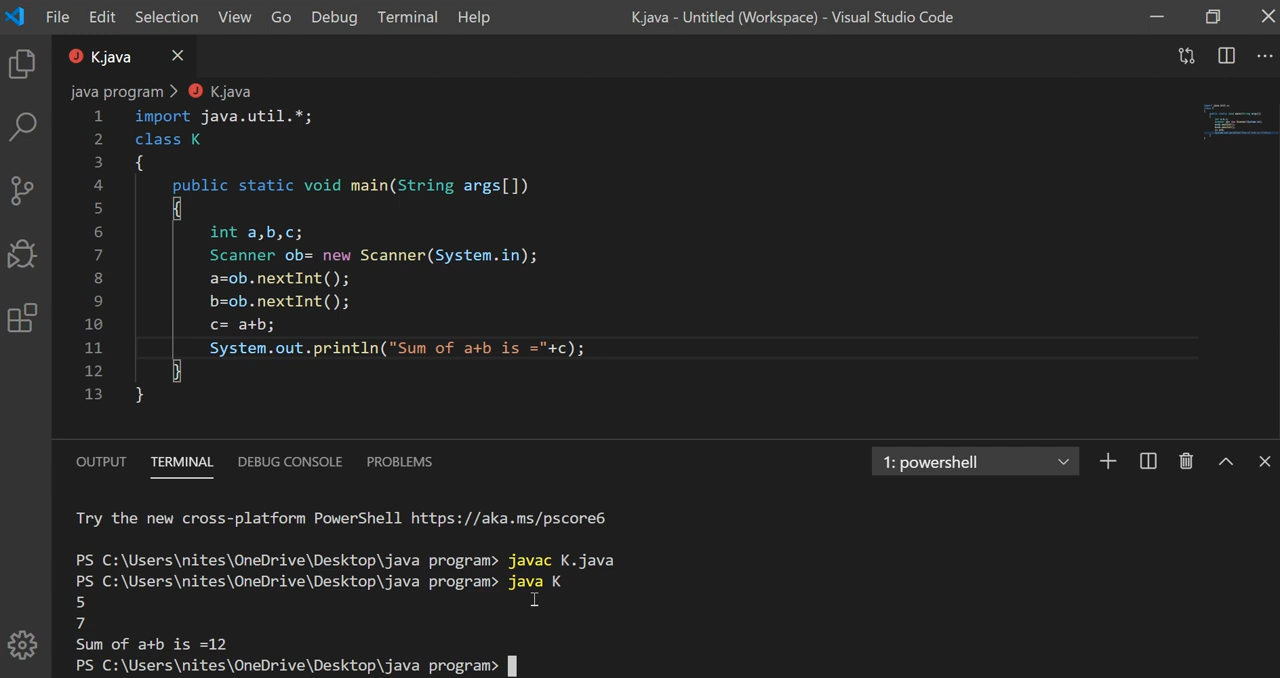 File Edit Selection View Go Debug Terminal Help K.java - Untitled (Workspace) - Visual Studio Code
K.java
java program > K.java
1 import java.util.*;
2 class K
3 {
4 public static void main(String args[])
5 {
6 int a,b,c;
7 Scanner ob= new Scanner(System.in);
8 a=ob.nextInt();
9 b=ob.nextInt();
10 c= a+b;
11 System.out.println("Sum of a+b is ="+c);
12 }
13 }
OUTPUT TERMINAL DEBUG CONSOLE PROBLEMS 1: powershell
Try the new cross-platform PowerShell https://aka.ms/pscore6
PS C:\Users\nites\OneDrive\Desktop\java program> javac K.java
PS C:\Users\nites\OneDrive\Desktop\java program> java K
5
7
Sum of a+b is =12
PS C:\Users\nites\OneDrive\Desktop\java program>